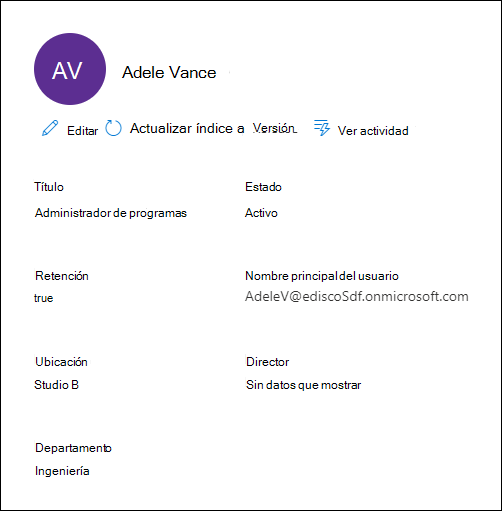 AV
Adele Vance
Editar Actualizar índice a Versión. Ver actividad
Título Estado
Administrador de programas Activo
Retención Nombre principal del usuario
true AdeleV@ediscoSdf.onmicrosoft.com
Ubicación Director
Studio B Sin datos que mostrar
Departamento
Ingeniería